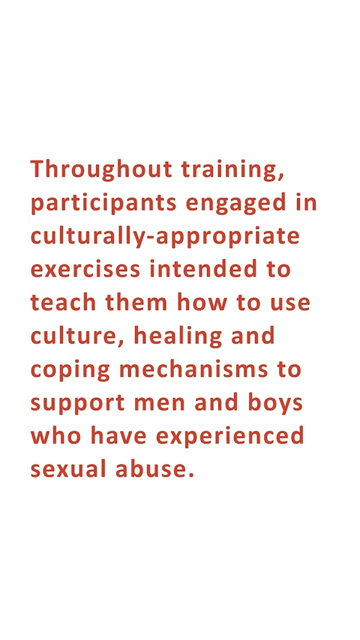 Throughout training,
participants engaged in
culturally-appropriate
exercises intended to
teach them how to use
culture, healing and
coping mechanisms to
support men and boys
who have experienced
sexual abuse.